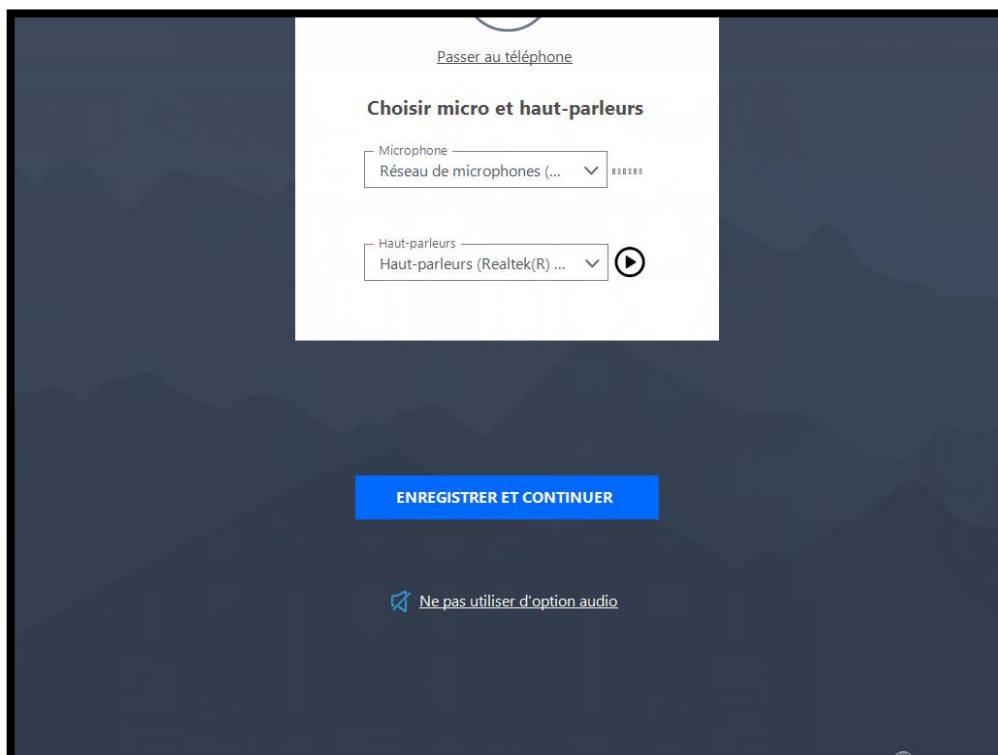 Passer au téléphone
Choisir micro et haut-parleurs
Microphone
Réseau de microphones (...
Haut-parleurs
Haut-parleurs (Realtek(R) ...
ENREGISTRER ET CONTINUER
Ne pas utiliser d'option audio